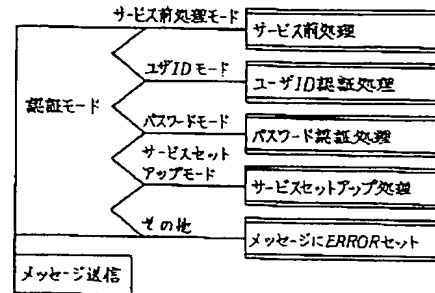 サービス前処理モード
サービス前処理
ユザIDモード
ユーザID認証処理
認証モード
パスワードモード
パスワード認証処理
サービスセット
アップモード
サービスセットアップ処理
その他
メッセージにERRORセット
メッセージ送信